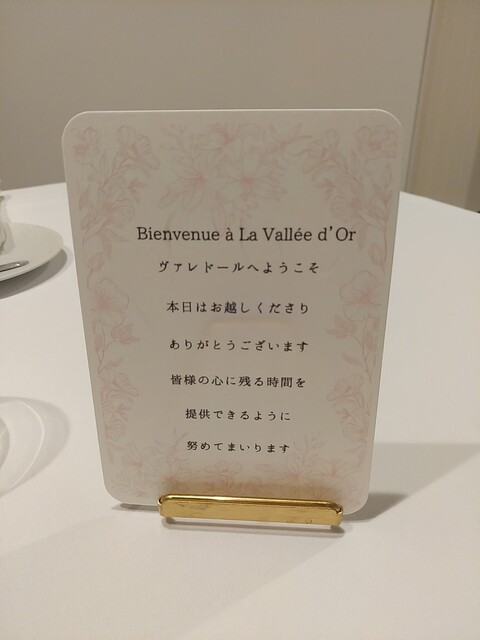 Bienvenue à La Vallée d'Or
ヴァレドールへようこそ
本日はお越しくださり
ありがとうございます
皆様の心に残る時間を
提供できるように
努めてまいります